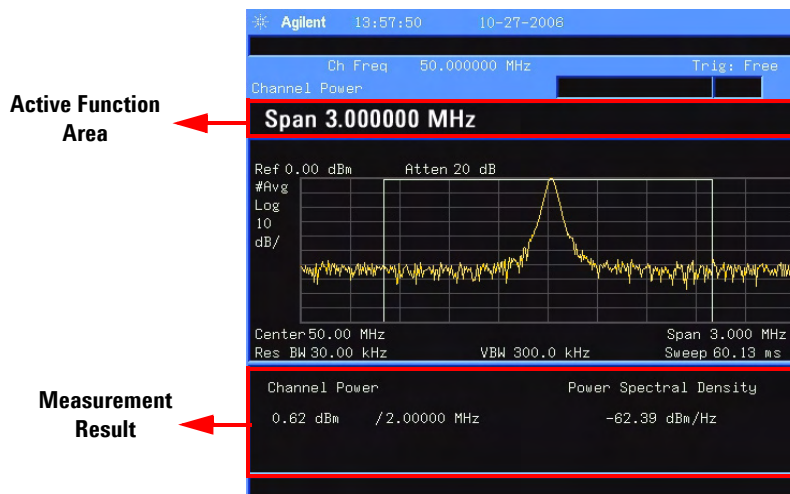 Agilent 13:57:50 10-27-2006
Ch Freq 50.000000 MHz Trig: Free
Channel Power
Active Function
Area
Span 3.000000 MHz
Ref 0.00 dBm Atten 20 dB
#Avg
Log
10
dB/
Center 50.00 MHz Span 3.000 MHz
Res BW 30.00 kHz VBW 300.0 kHz Sweep 60.13 ms
Measurement
Result
Channel Power Power Spectral Density
0.62 dBm /2.00000 MHz -62.39 dBm/Hz